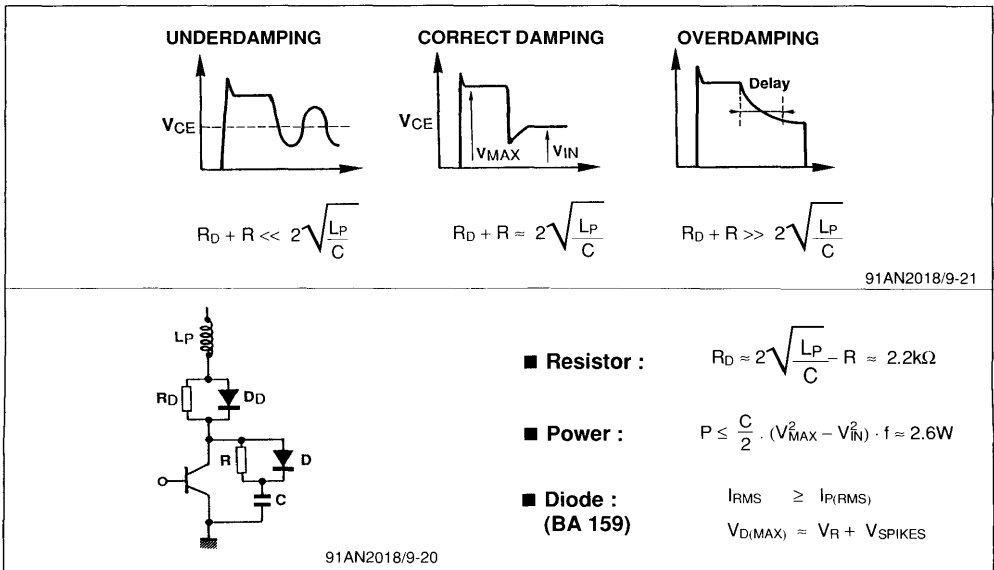 UNDERDAMPING
CORRECT DAMPING
OVERDAMPING
VCE
VCE
VMAX
VIN
Delay
RD + R << 2√(LP/C)
RD + R ≈ 2√(LP/C)
RD + R >> 2√(LP/C)
91AN2018/9-21
LP
RD
DD
R
D
C
91AN2018/9-20
■ Resistor : RD ≈ 2√(LP/C) – R ≈ 2.2kΩ
■ Power : P ≤ C/2 . (V²MAX – V²IN) · f ≈ 2.6W
■ Diode : IRMS ≥ IP(RMS)
(BA 159) VD(MAX) ≈ VR + VSPIKES